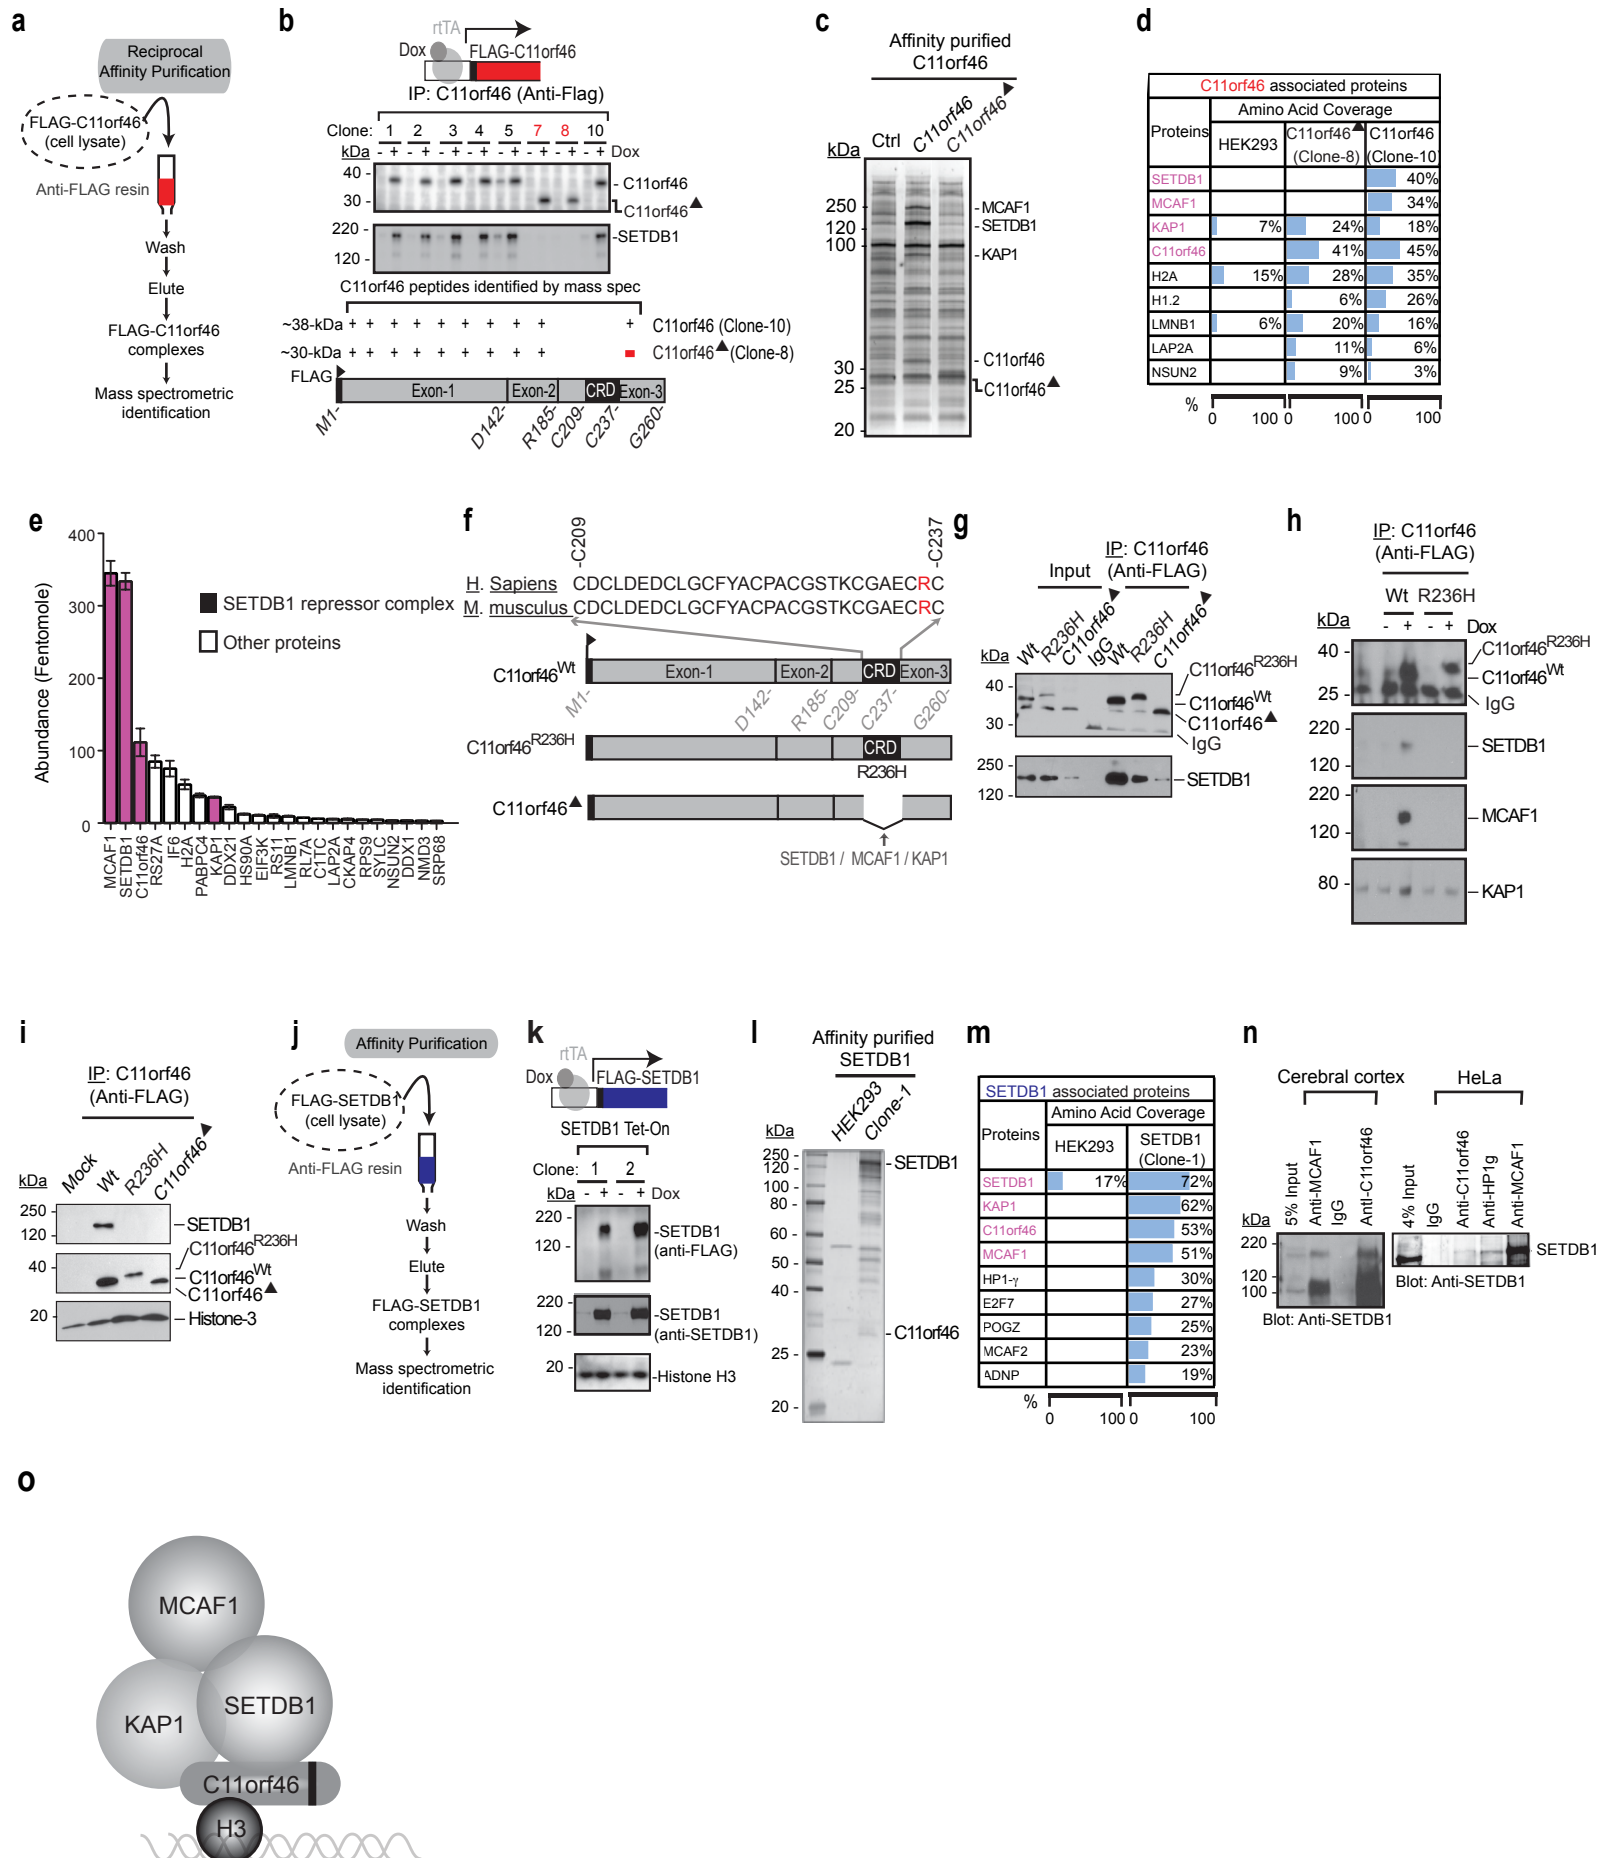 a
Reciprocal
Affinity Purification
FLAG-C11orf46
(cell lysate)
Anti-FLAG resin
Wash
Elute
FLAG-C11orf46
complexes
Mass spectrometric
identification
b
rtTA
Dox
FLAG-C11orf46
IP: C11orf46 (Anti-Flag)
Clone: 1 2 3 4 5 7 8 10
kDa - + - + - + - + - + - + - + - + Dox
40 -
30 -
- C11orf46
C11orf46▲
220 -
120 -
-SETDB1
C11orf46 peptides identified by mass spec
~38-kDa + + + + + + + + + C11orf46 (Clone-10)
~30-kDa + + + + + + + + C11orf46▲ (Clone-8)
FLAG
Exon-1 Exon-2 CRD Exon-3
M1- D142- R185- C209- C237- G260-
c
Affinity purified
C11orf46
Ctrl C11orf46 C11orf46▲
kDa
250
120
100
30
25
20
-MCAF1
-SETDB1
-KAP1
- C11orf46
C11orf46▲
d
C11orf46 associated proteins
Proteins Amino Acid Coverage
HEK293 C11orf46▲ (Clone-8) C11orf46 (Clone-10)
SETDB1 40%
MCAF1 34%
KAP1 7% 24% 18%
C11orf46 41% 45%
H2A 15% 28% 35%
H1.2 6% 26%
LMNB1 6% 20% 16%
LAP2A 11% 6%
NSUN2 9% 3%
% 0 100 0 100 0 100
e
Abundance (Fentomole)
400
300
200
100
0
SETDB1 repressor complex
Other proteins
MCAF1 SETDB1 C11orf46 RS27A IF6 H2A PABPC4 KAP1 DDX21 HS90A EIF3K RS11 LMNB1 RL7A C1TC LAP2A CKAP4 RPS9 SYLC NSUN2 DDX1 NMD3 SRP68
f
-C209 -C237
H. Sapiens CDCLDEDCLGCFYACPACGSTKCGAECRC
M. musculus CDCLDEDCLGCFYACPACGSTKCGAECRC
C11orf46Wt
Exon-1 Exon-2 CRD Exon-3
M1- D142- R185- C209- C237- G260-
C11orf46R236H
CRD
R236H
C11orf46▲
SETDB1 / MCAF1 / KAP1
g
IP: C11orf46
(Anti-FLAG)
Input
Wt R236H C11orf46▲ IgG Wt R236H C11orf46▲
kDa
40 -
30 -
C11orf46R236H
C11orf46Wt
C11orf46▲
IgG
250 -
120 -
SETDB1
h
IP: C11orf46
(Anti-FLAG)
Wt R236H
kDa - + - + Dox
40 -
25 -
C11orf46R236H
C11orf46Wt
IgG
220 -
120 -
SETDB1
220 -
120 -
MCAF1
80 -
KAP1
i
IP: C11orf46
(Anti-FLAG)
Mock Wt R236H C11orf46▲
kDa
250 -
120 -
SETDB1
40 -
C11orf46R236H
C11orf46Wt
C11orf46▲
20 -
Histone-3
j
Affinity Purification
FLAG-SETDB1
(cell lysate)
Anti-FLAG resin
Wash
Elute
FLAG-SETDB1
complexes
Mass spectrometric
identification
k
rtTA
Dox
FLAG-SETDB1
SETDB1 Tet-On
Clone: 1 2
kDa - + - + Dox
220 -
120 -
-SETDB1
(anti-FLAG)
220 -
120 -
-SETDB1
(anti-SETDB1)
20 -
-Histone H3
l
Affinity purified
SETDB1
HEK293 Clone-1
kDa
250 -
120 -
100 -
80 -
60 -
50 -
40 -
25 -
20 -
SETDB1
C11orf46
m
SETDB1 associated proteins
Proteins Amino Acid Coverage
HEK293 SETDB1 (Clone-1)
SETDB1 17% 72%
KAP1 62%
C11orf46 53%
MCAF1 51%
HP1-γ 30%
E2F7 27%
POGZ 25%
MCAF2 23%
ADNP 19%
% 0 100 0 100
n
Cerebral cortex HeLa
5% Input Anti-MCAF1 IgG Anti-C11orf46
4% Input IgG Anti-C11orf46 Anti-HP1g Anti-MCAF1
kDa
220
120
100
SETDB1
Blot: Anti-SETDB1
Blot: Anti-SETDB1
o
MCAF1
KAP1
SETDB1
C11orf46
H3